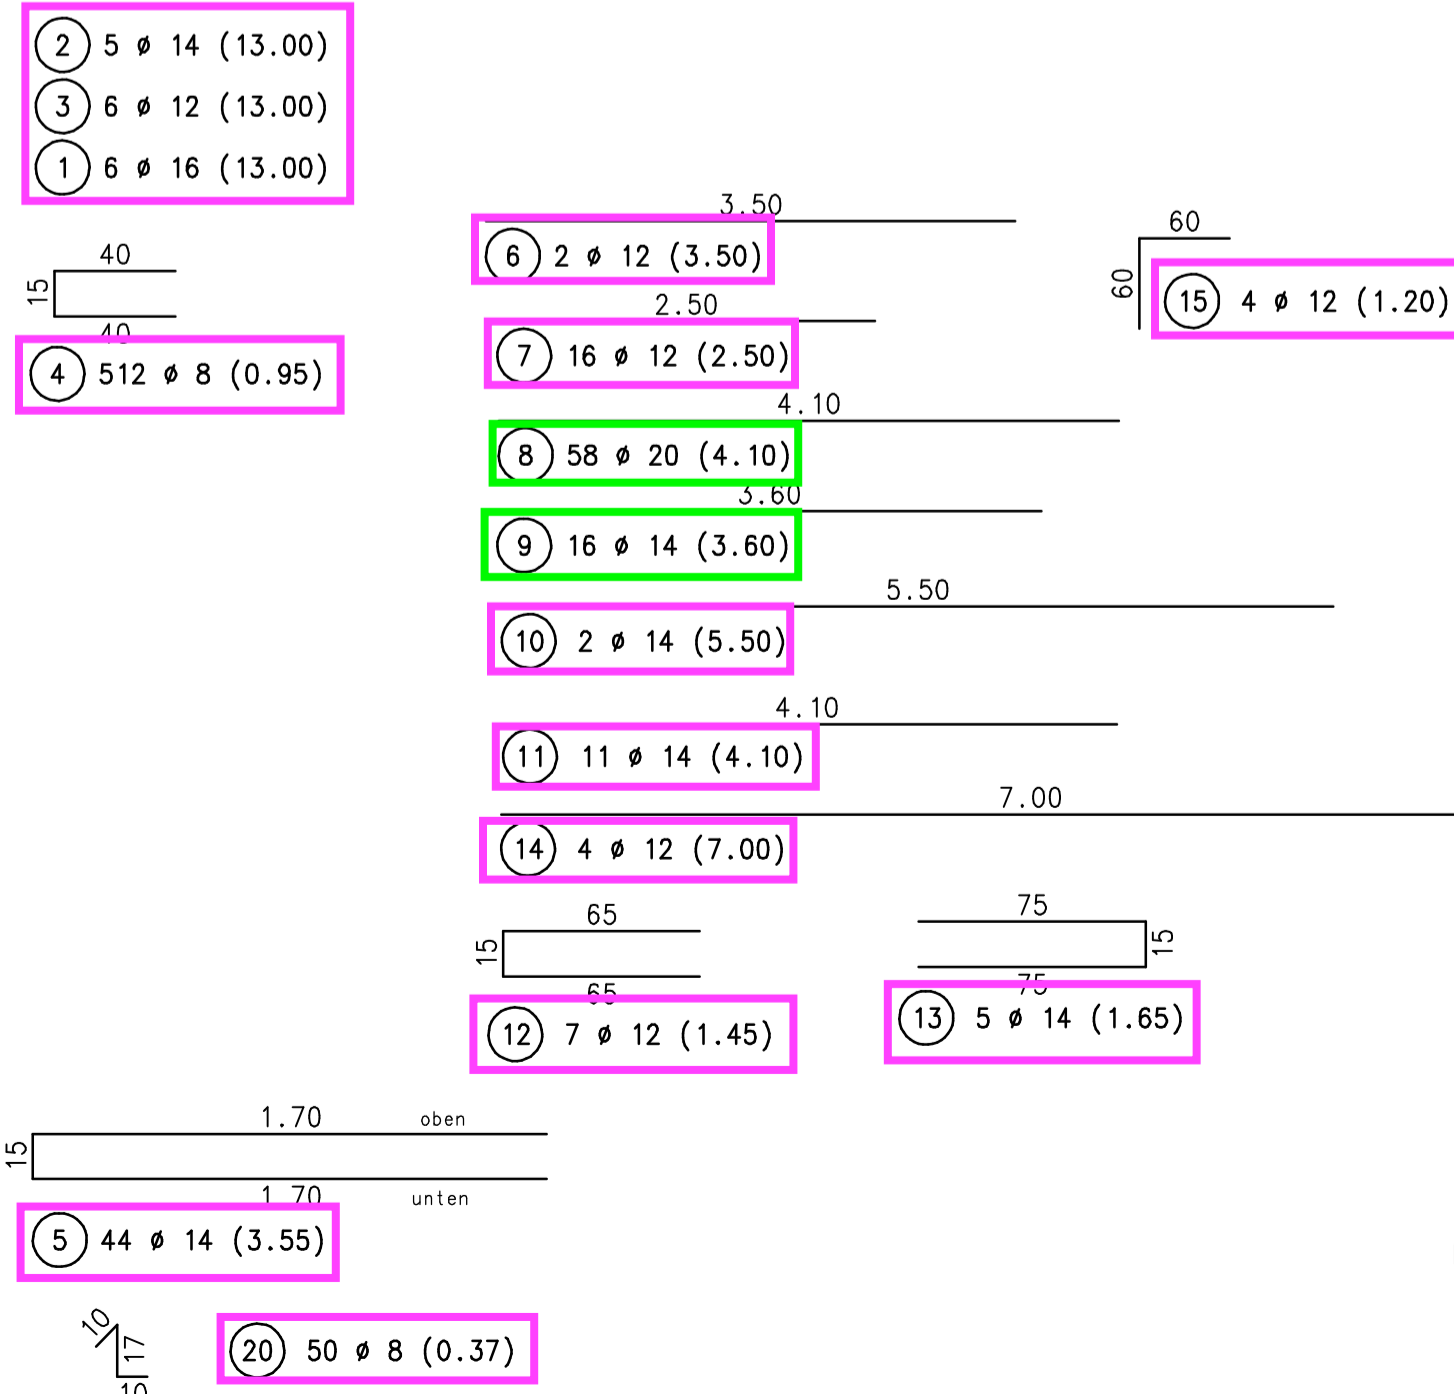 2 5 ø 14 (13.00)
3 6 ø 12 (13.00)
1 6 ø 16 (13.00)
3.50
6 2 ø 12 (3.50)
60
60
15 4 ø 12 (1.20)
40
15
40
4 512 ø 8 (0.95)
2.50
7 16 ø 12 (2.50)
4.10
8 58 ø 20 (4.10)
3.60
9 16 ø 14 (3.60)
5.50
10 2 ø 14 (5.50)
4.10
11 11 ø 14 (4.10)
7.00
14 4 ø 12 (7.00)
65
15
65
12 7 ø 12 (1.45)
75
15
75
13 5 ø 14 (1.65)
1.70 oben
15
1.70 unten
5 44 ø 14 (3.55)
10
17
10
20 50 ø 8 (0.37)